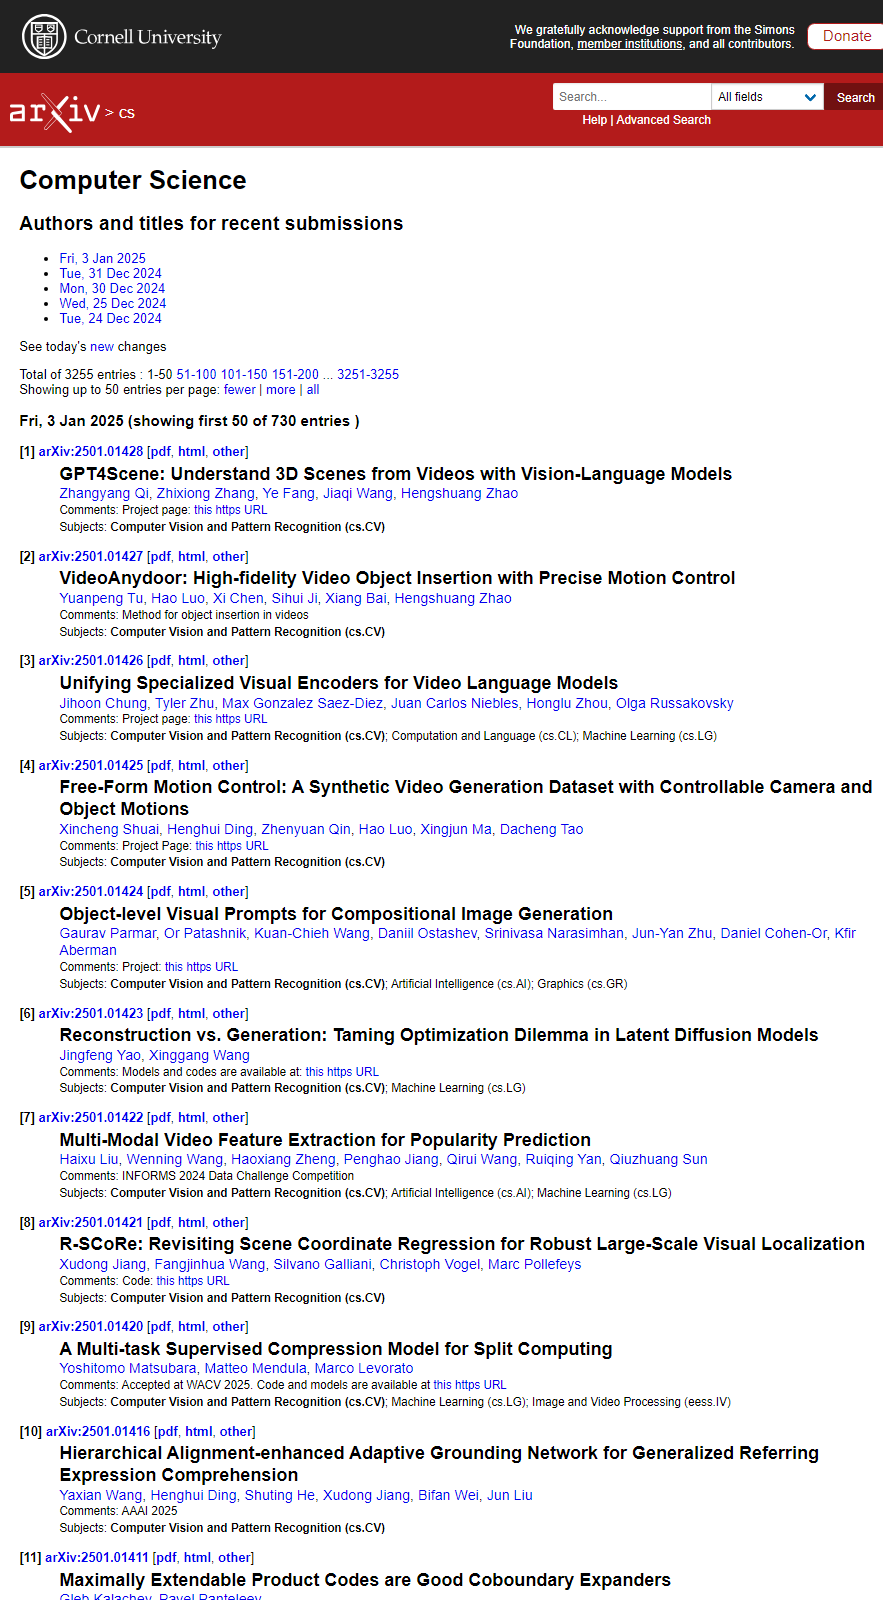 Cornell University
We gratefully acknowledge support from the Simons
Foundation, member institutions, and all contributors.
Donate
arXiv > cs
Search...
All fields
Search
Help | Advanced Search
Computer Science
Authors and titles for recent submissions
• Fri, 3 Jan 2025
• Tue, 31 Dec 2024
• Mon, 30 Dec 2024
• Wed, 25 Dec 2024
• Tue, 24 Dec 2024
See today's new changes
Total of 3255 entries : 1-50 51-100 101-150 151-200 ... 3251-3255
Showing up to 50 entries per page: fewer | more | all
Fri, 3 Jan 2025 (showing first 50 of 730 entries )
[1] arXiv:2501.01428 [pdf, html, other]
GPT4Scene: Understand 3D Scenes from Videos with Vision-Language Models
Zhangyang Qi, Zhixiong Zhang, Ye Fang, Jiaqi Wang, Hengshuang Zhao
Comments: Project page: this https URL
Subjects: Computer Vision and Pattern Recognition (cs.CV)
[2] arXiv:2501.01427 [pdf, html, other]
VideoAnydoor: High-fidelity Video Object Insertion with Precise Motion Control
Yuanpeng Tu, Hao Luo, Xi Chen, Sihui Ji, Xiang Bai, Hengshuang Zhao
Comments: Method for object insertion in videos
Subjects: Computer Vision and Pattern Recognition (cs.CV)
[3] arXiv:2501.01426 [pdf, html, other]
Unifying Specialized Visual Encoders for Video Language Models
Jihoon Chung, Tyler Zhu, Max Gonzalez Saez-Diez, Juan Carlos Niebles, Honglu Zhou, Olga Russakovsky
Comments: Project page: this https URL
Subjects: Computer Vision and Pattern Recognition (cs.CV); Computation and Language (cs.CL); Machine Learning (cs.LG)
[4] arXiv:2501.01425 [pdf, html, other]
Free-Form Motion Control: A Synthetic Video Generation Dataset with Controllable Camera and
Object Motions
Xincheng Shuai, Henghui Ding, Zhenyuan Qin, Hao Luo, Xingjun Ma, Dacheng Tao
Comments: Project Page: this https URL
Subjects: Computer Vision and Pattern Recognition (cs.CV)
[5] arXiv:2501.01424 [pdf, html, other]
Object-level Visual Prompts for Compositional Image Generation
Gaurav Parmar, Or Patashnik, Kuan-Chieh Wang, Daniil Ostashev, Srinivasa Narasimhan, Jun-Yan Zhu, Daniel Cohen-Or, Kfir
Aberman
Comments: Project: this https URL
Subjects: Computer Vision and Pattern Recognition (cs.CV); Artificial Intelligence (cs.AI); Graphics (cs.GR)
[6] arXiv:2501.01423 [pdf, html, other]
Reconstruction vs. Generation: Taming Optimization Dilemma in Latent Diffusion Models
Jingfeng Yao, Xinggang Wang
Comments: Models and codes are available at: this https URL
Subjects: Computer Vision and Pattern Recognition (cs.CV); Machine Learning (cs.LG)
[7] arXiv:2501.01422 [pdf, html, other]
Multi-Modal Video Feature Extraction for Popularity Prediction
Haixu Liu, Wenning Wang, Haoxiang Zheng, Penghao Jiang, Qirui Wang, Ruiqing Yan, Qiuzhuang Sun
Comments: INFORMS 2024 Data Challenge Competition
Subjects: Computer Vision and Pattern Recognition (cs.CV); Artificial Intelligence (cs.AI); Machine Learning (cs.LG)
[8] arXiv:2501.01421 [pdf, html, other]
R-SCoRe: Revisiting Scene Coordinate Regression for Robust Large-Scale Visual Localization
Xudong Jiang, Fangjinhua Wang, Silvano Galliani, Christoph Vogel, Marc Pollefeys
Comments: Code: this https URL
Subjects: Computer Vision and Pattern Recognition (cs.CV)
[9] arXiv:2501.01420 [pdf, html, other]
A Multi-task Supervised Compression Model for Split Computing
Yoshitomo Matsubara, Matteo Mendula, Marco Levorato
Comments: Accepted at WACV 2025. Code and models are available at this https URL
Subjects: Computer Vision and Pattern Recognition (cs.CV); Machine Learning (cs.LG); Image and Video Processing (eess.IV)
[10] arXiv:2501.01416 [pdf, html, other]
Hierarchical Alignment-enhanced Adaptive Grounding Network for Generalized Referring
Expression Comprehension
Yaxian Wang, Henghui Ding, Shuting He, Xudong Jiang, Bifan Wei, Jun Liu
Comments: AAAI 2025
Subjects: Computer Vision and Pattern Recognition (cs.CV)
[11] arXiv:2501.01411 [pdf, html, other]
Maximally Extendable Product Codes are Good Coboundary Expanders
Gleb Kalachev, Pavel Panteleev